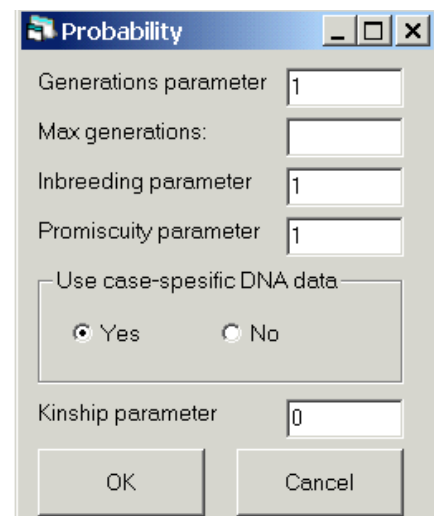 Probability
Generations parameter 1
Max generations:
Inbreeding parameter 1
Promiscuity parameter 1
Use case-spesific DNA data
Yes No
Kinship parameter 0
OK Cancel